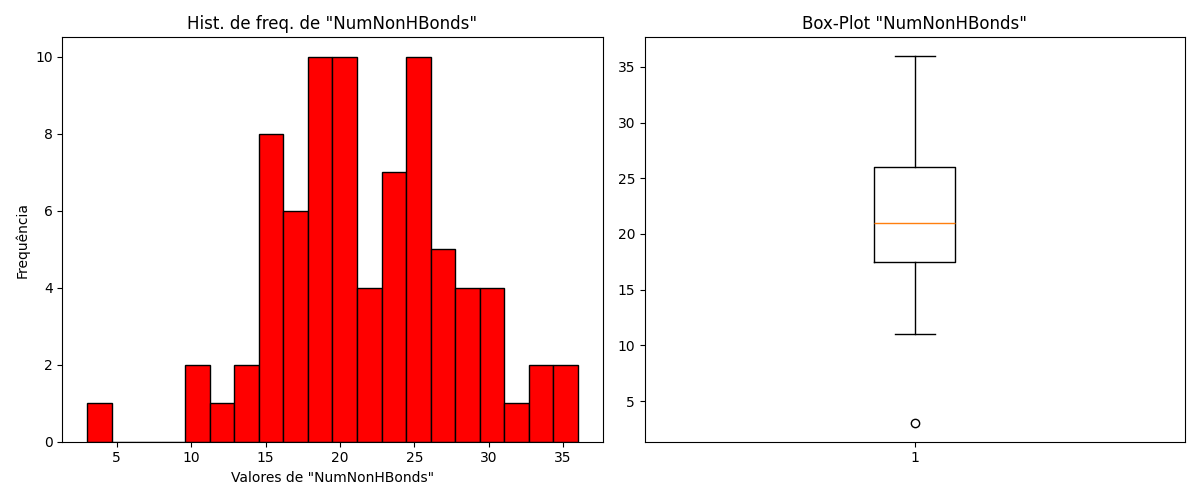 Hist. de freq. de "NumNonHBonds"
10
8
6
4
2
0
Frequência
5 10 15 20 25 30 35
Valores de "NumNonHBonds"
Box-Plot "NumNonHBonds"
35
30
25
20
15
10
5
1